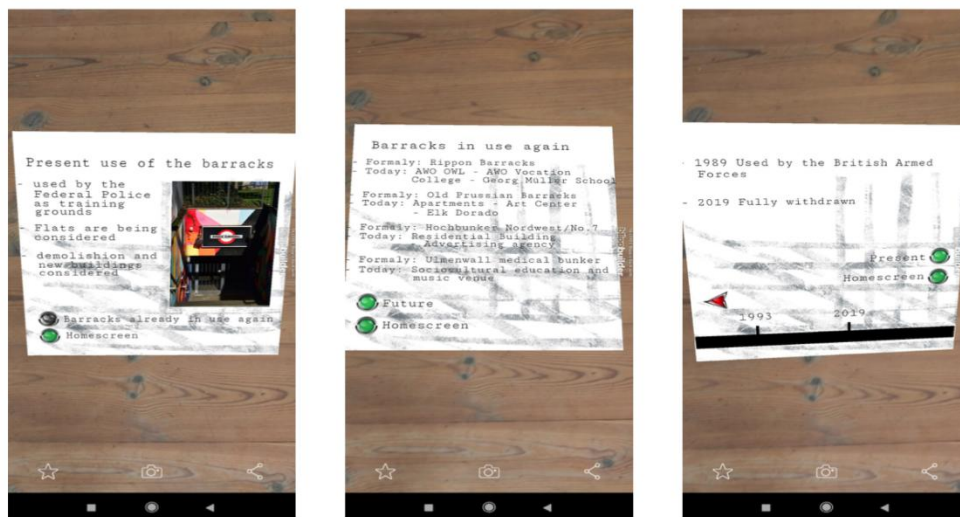 Present use of the barracks
- used by the
Federal Police
as training
grounds
Flats are being
considered
- demolishion and
new buildings
considered
Barracks already in use again
Homescreen
Barracks in use again
- Formaly: Rippon Barracks
Today: AWO OWL - AWO Vocation
College - Georg Müller School
- Formaly: Old Prussian Barracks
Today: Apartments - Art Center
- Elk Dorado
- Formaly: Hochbunker Nordwest/No.7
Today: Residential Building
Advertising agency
- Formaly: Ulmenwall medical bunker
Today: Sociocultural education and
music venue
Future
Homescreen
- 1989 Used by the British Armed
Forces
- 2019 Fully withdrawn
Present
Homescreen
1993 2019